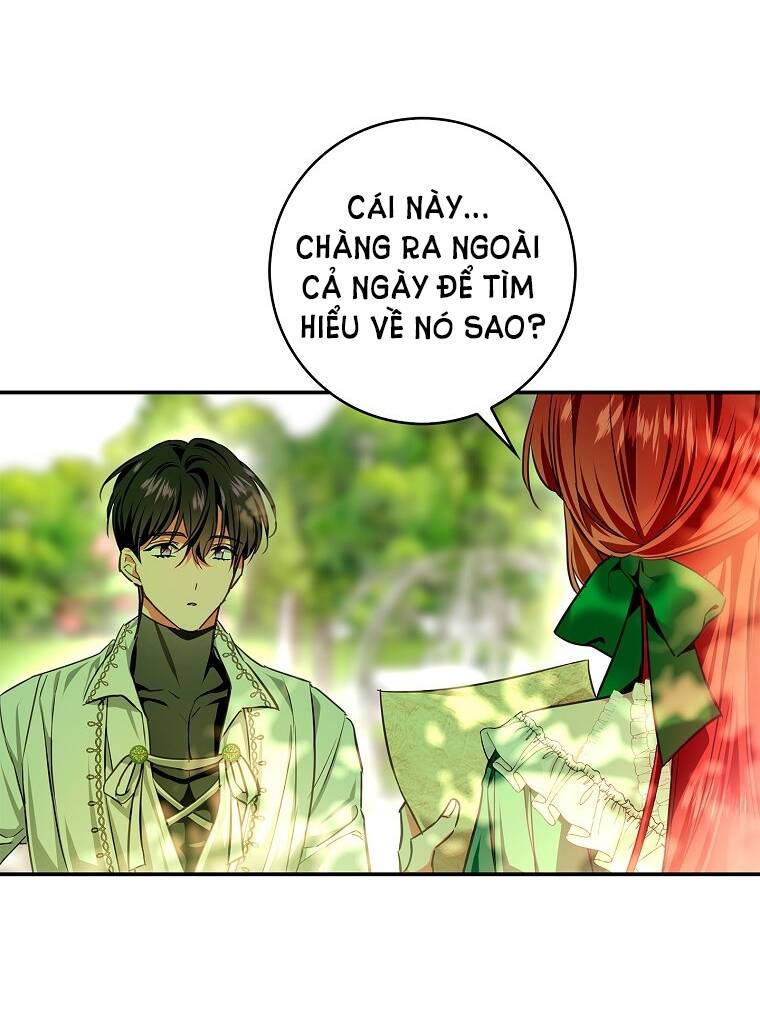 CÁI NÀY...
CHÀNG RA NGOÀI
CẢ NGÀY ĐỂ TÌM
HIỂU VỀ NÓ SAO?